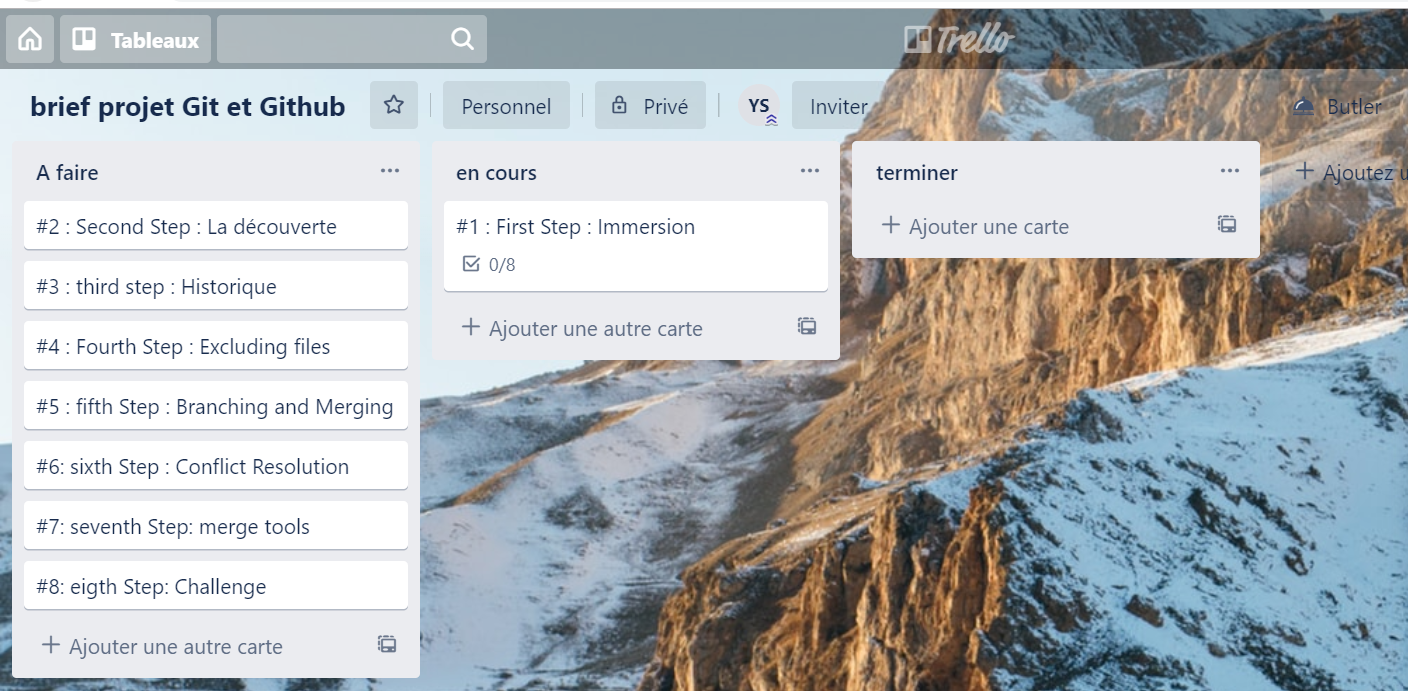 Tableaux
Trello
brief projet Git et Github
Personnel
Privé
YS
Inviter
Butler
A faire
#2 : Second Step : La découverte
#3 : third step : Historique
#4 : Fourth Step : Excluding files
#5 : fifth Step : Branching and Merging
#6: sixth Step : Conflict Resolution
#7: seventh Step: merge tools
#8: eigth Step: Challenge
+ Ajouter une autre carte
en cours
#1 : First Step : Immersion
0/8
+ Ajouter une autre carte
terminer
+ Ajouter une carte
+ Ajoutez u